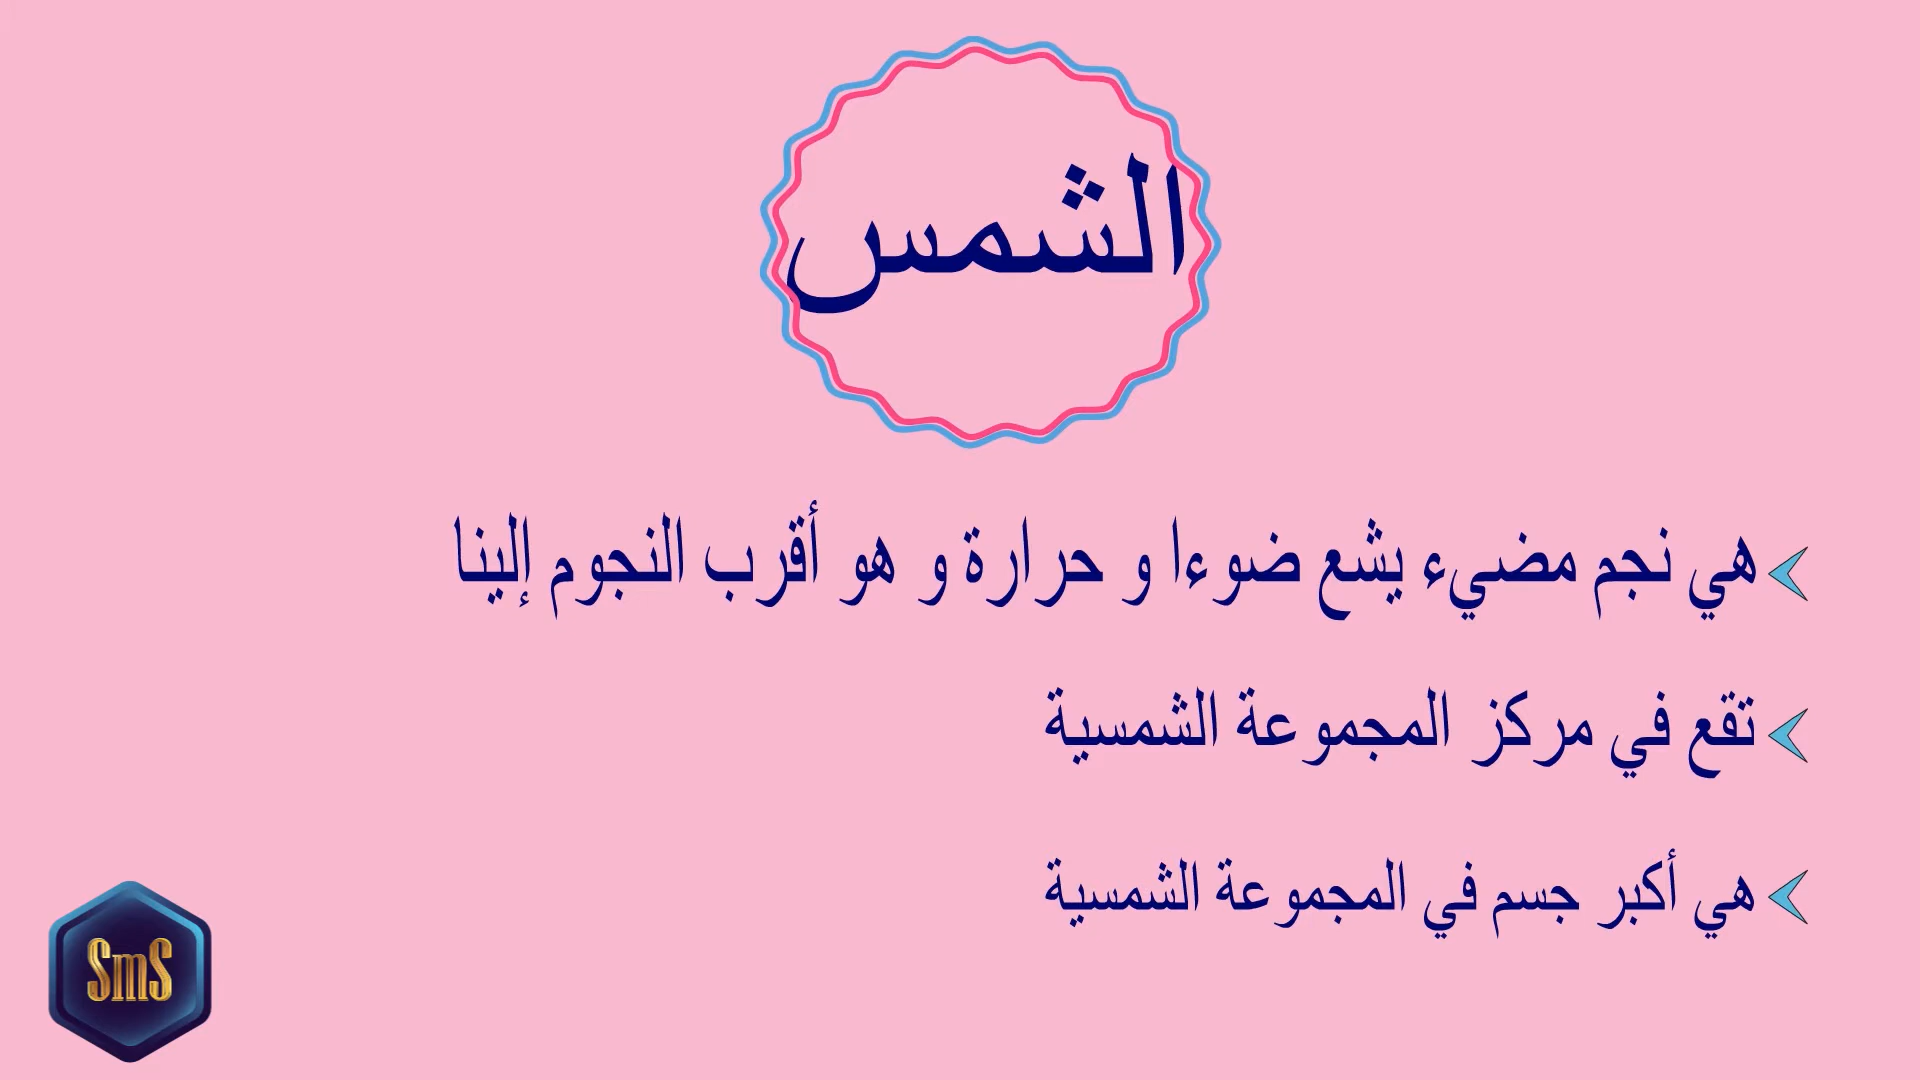 الشمس
هي نجم مضيء يشع ضوءا و حرارة و هو أقرب النجوم إلينا
تقع في مركز المجموعة الشمسية
هي أكبر جسم في المجموعة الشمسية
SmS